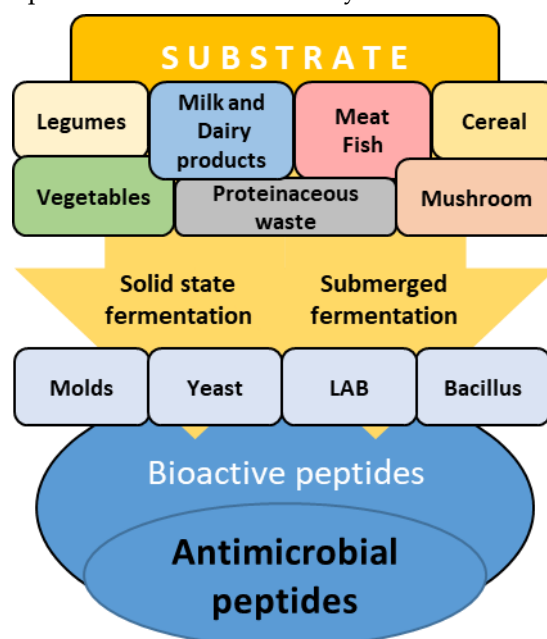 SUBSTRATE
Legumes
Milk and
Dairy
products
Meat
Fish
Cereal
Vegetables
Proteinaceous
waste
Mushroom
Solid state
fermentation
Submerged
fermentation
Molds
Yeast
LAB
Bacillus
Bioactive peptides
Antimicrobial
peptides